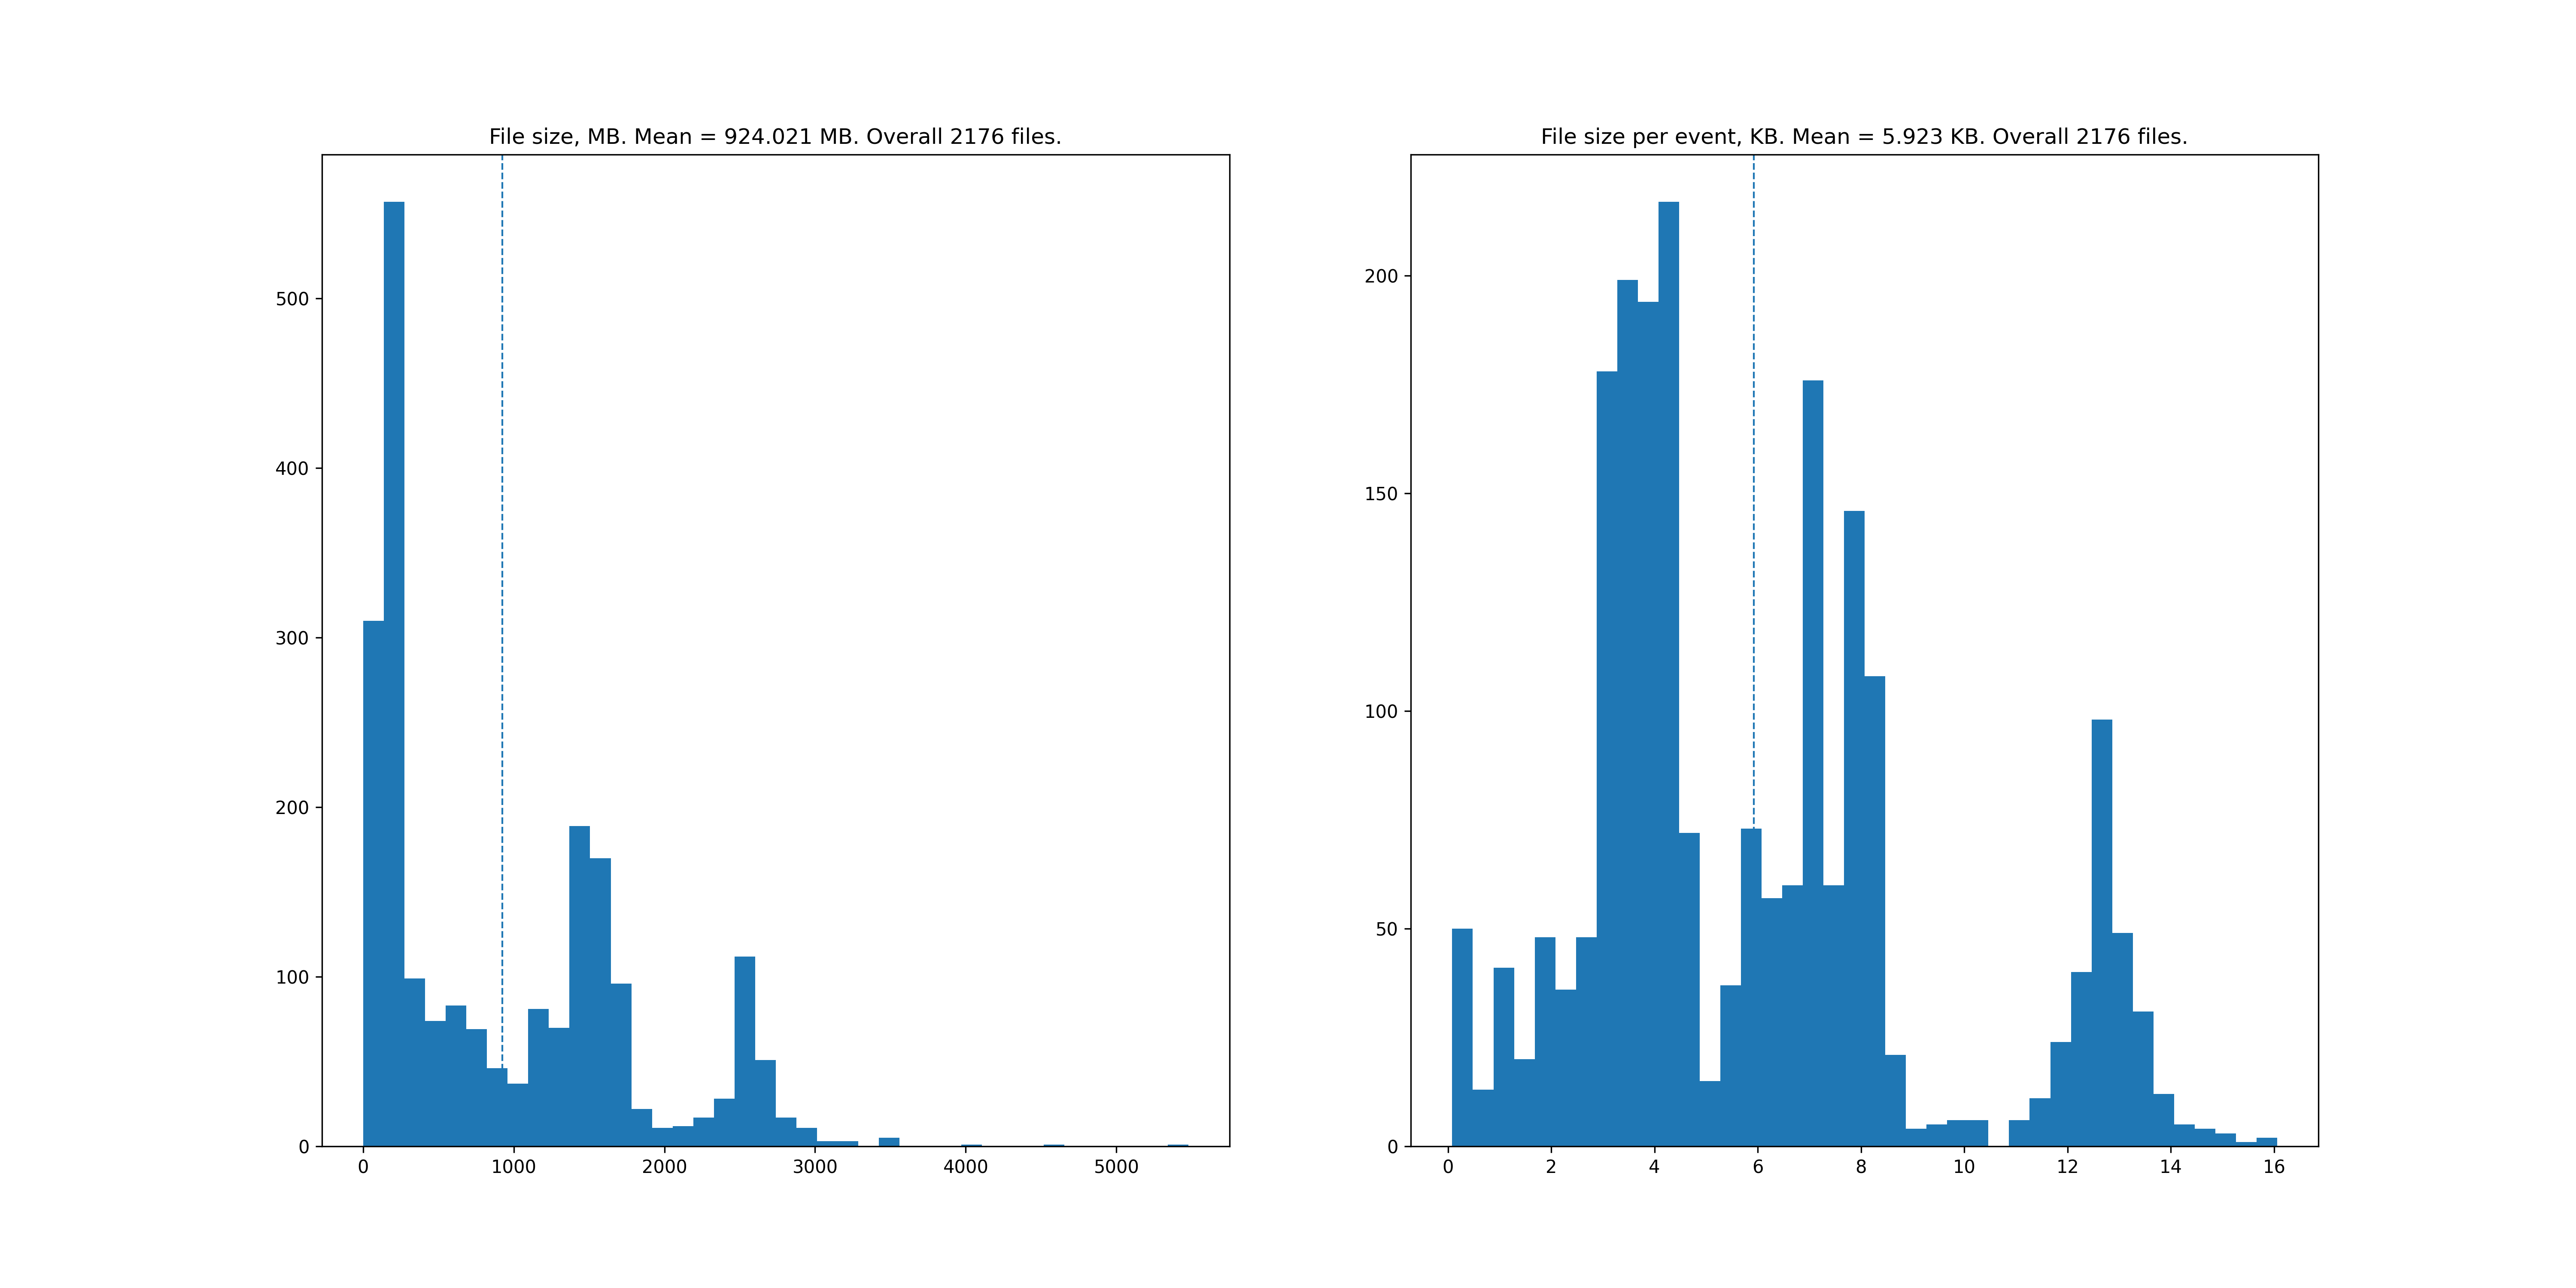 File size, MB. Mean = 924.021 MB. Overall 2176 files.
500
400
300
200
100
0
0 1000 2000 3000 4000 5000
File size per event, KB. Mean = 5.923 KB. Overall 2176 files.
200
150
100
50
0
0 2 4 6 8 10 12 14 16